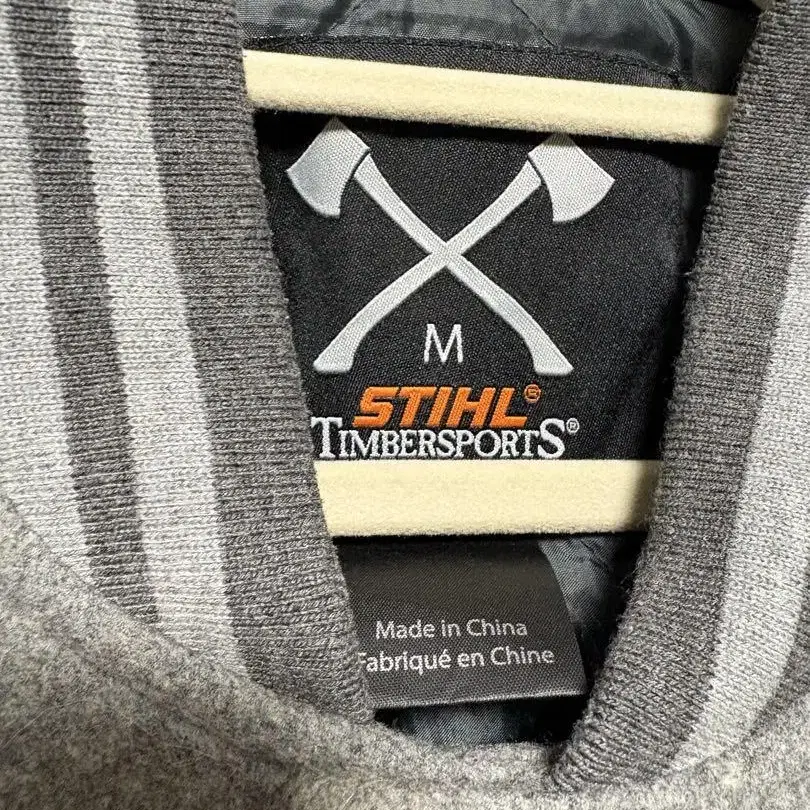 M
STIHL®
TIMBERSPORTS®
Made in China
Fabriqué en Chine